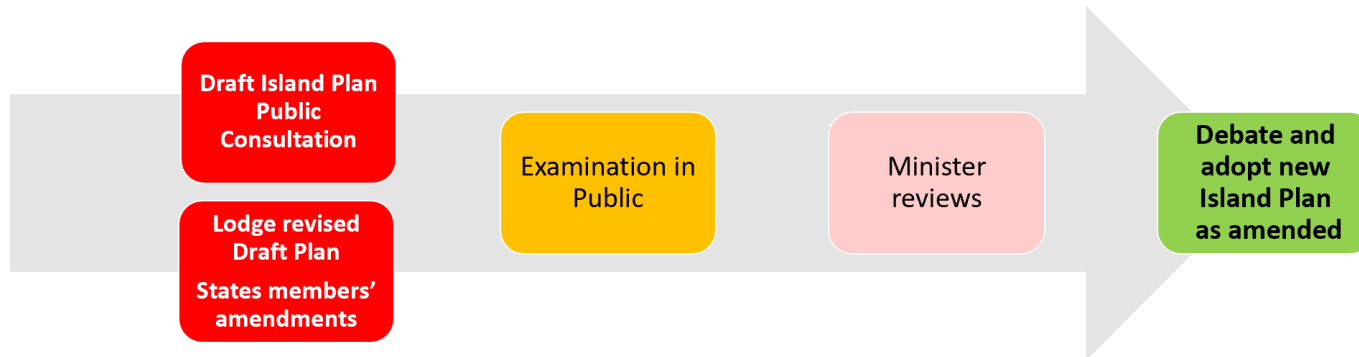 Draft Island Plan
Public
Consultation
Lodge revised
Draft Plan
States members’
amendments
Examination in
Public
Minister
reviews
Debate and
adopt new
Island Plan
as amended